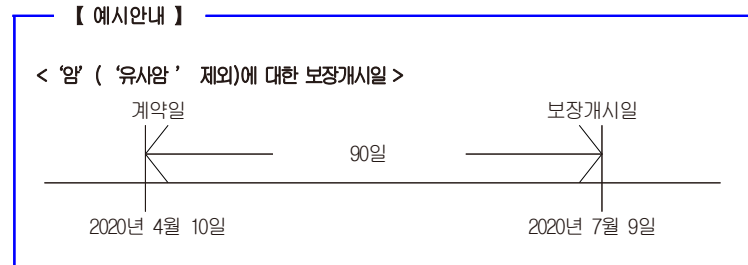 【 예시안내 】
< ‘암’ ( ‘유사암 ’ 제외)에 대한 보장개시일 >
계약일 보장개시일
90일
2020년 4월 10일 2020년 7월 9일